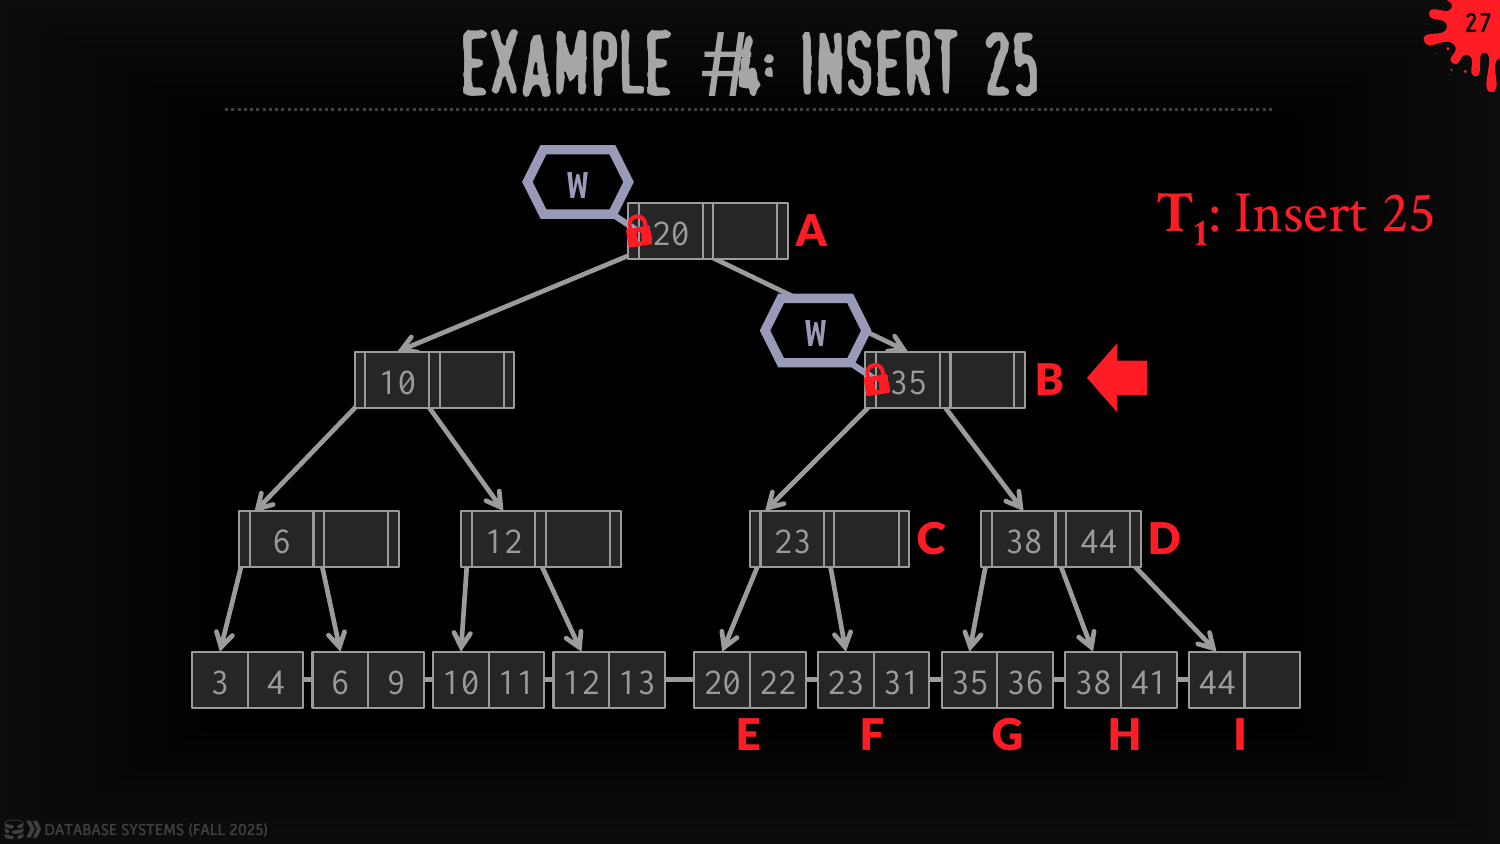 27
EXAMPLE #4: INSERT 25
W
20 A
T1: Insert 25
W
10 35 B
6 12 23 C 38 44 D
3 4 6 9 10 11 12 13 20 22 23 31 35 36 38 41 44
E F G H I
DATABASE SYSTEMS (FALL 2025)